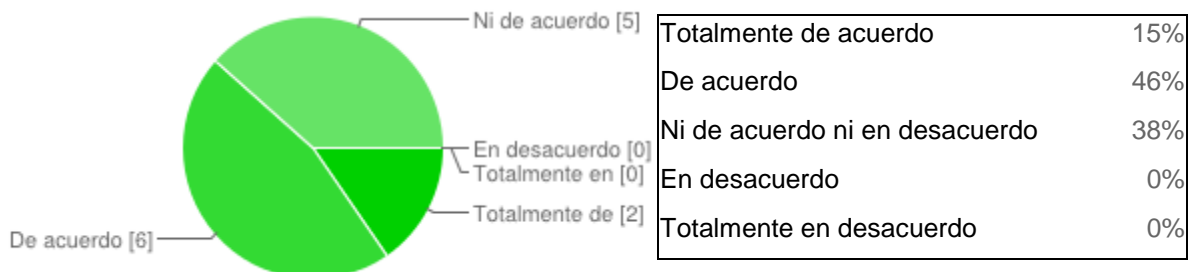 Ni de acuerdo [5]
En desacuerdo [0]
Totalmente en [0]
Totalmente de [2]
De acuerdo [6]
Totalmente de acuerdo 15%
De acuerdo 46%
Ni de acuerdo ni en desacuerdo 38%
En desacuerdo 0%
Totalmente en desacuerdo 0%